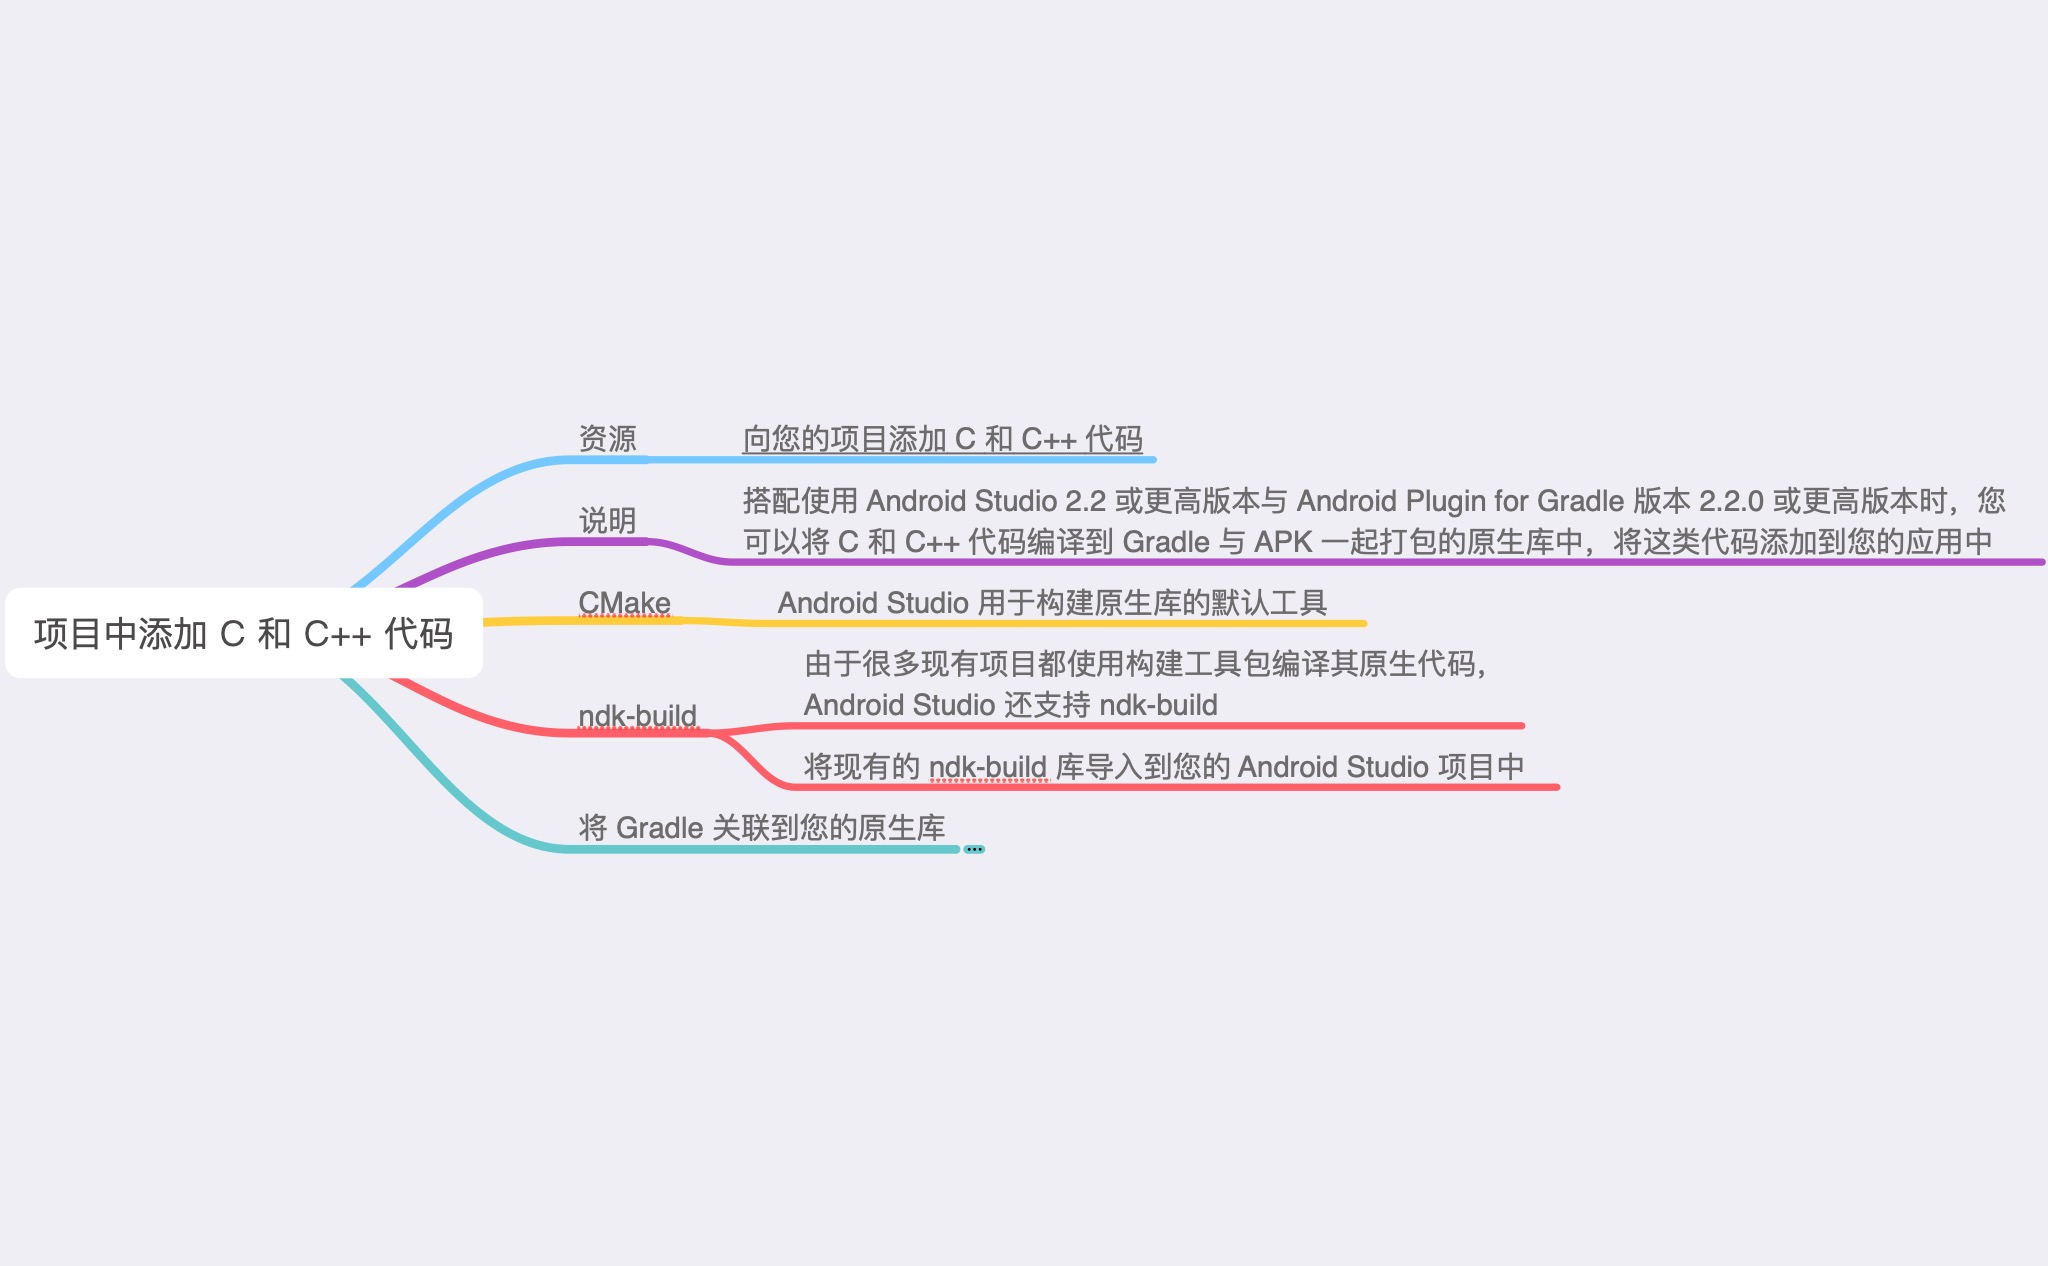 资源
向您的项目添加 C 和 C++ 代码
说明
搭配使用 Android Studio 2.2 或更高版本与 Android Plugin for Gradle 版本 2.2.0 或更高版本时，您
可以将 C 和 C++ 代码编译到 Gradle 与 APK 一起打包的原生库中，将这类代码添加到您的应用中
项目中添加 C 和 C++ 代码
CMake
Android Studio 用于构建原生库的默认工具
ndk-build
由于很多现有项目都使用构建工具包编译其原生代码，
Android Studio 还支持 ndk-build
将现有的 ndk-build 库导入到您的 Android Studio 项目中
将 Gradle 关联到您的原生库